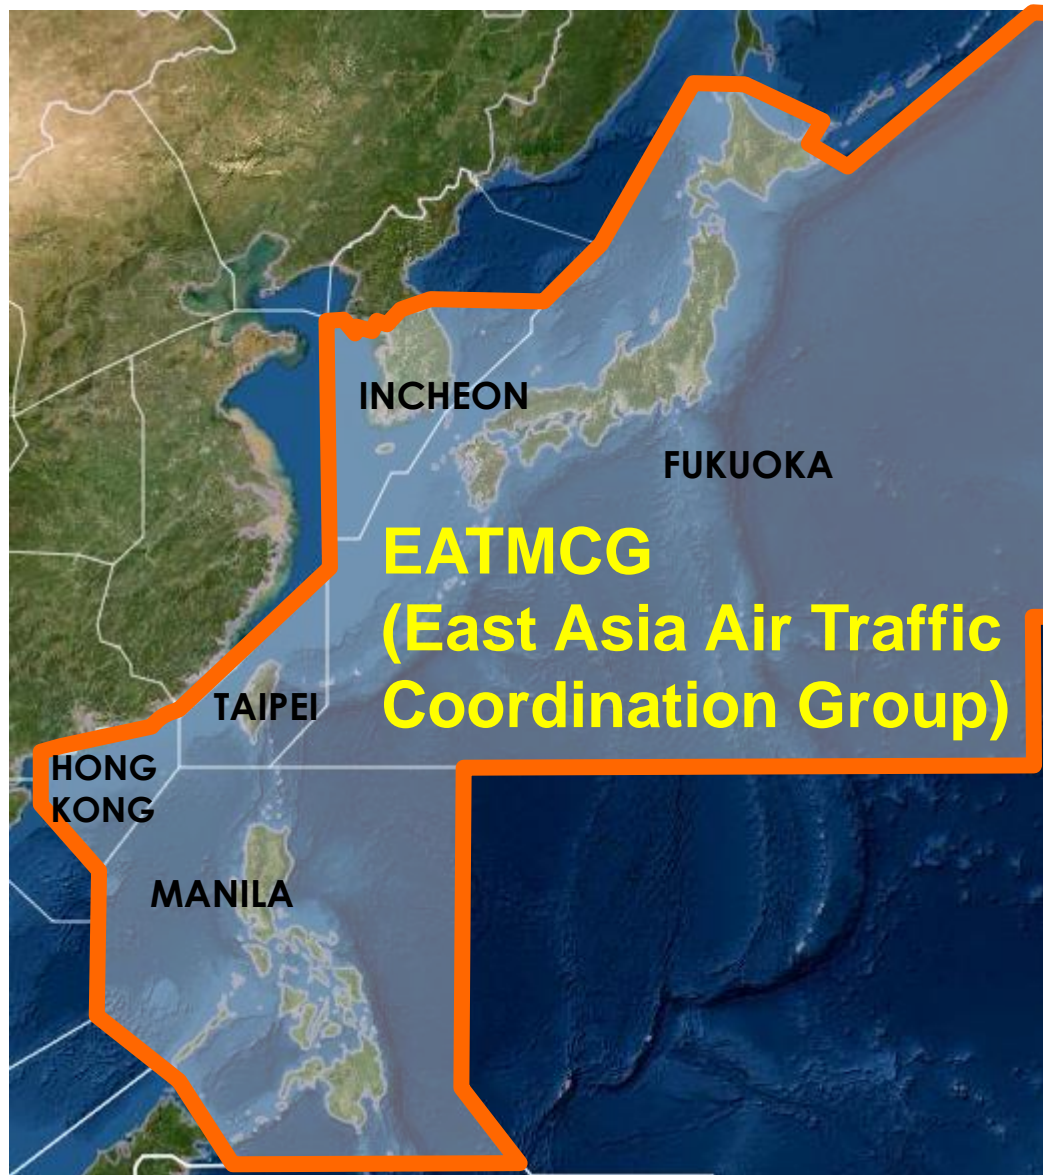 INCHEON
FUKUOKA
EATMCG
(East Asia Air Traffic
Coordination Group)
TAIPEI
HONG
KONG
MANILA